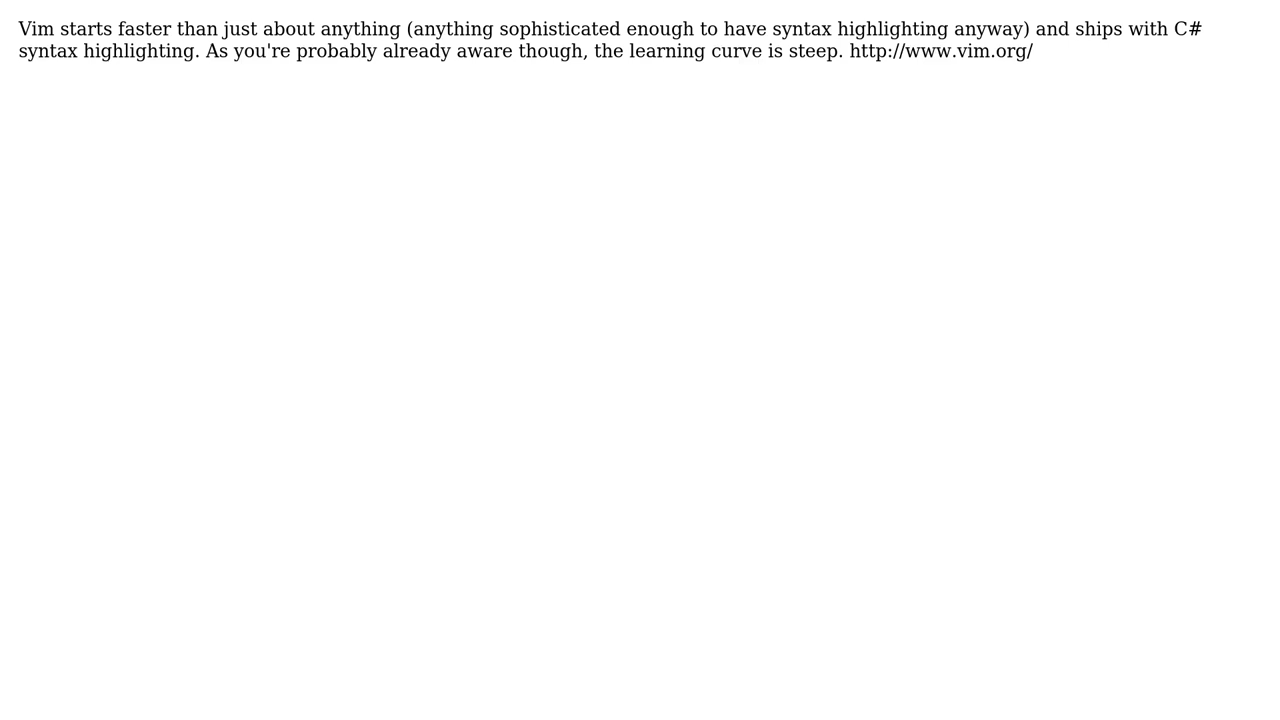 Vim starts faster than just about anything (anything sophisticated enough to have syntax highlighting anyway) and ships with C#
syntax highlighting. As you're probably already aware though, the learning curve is steep. http://www.vim.org/